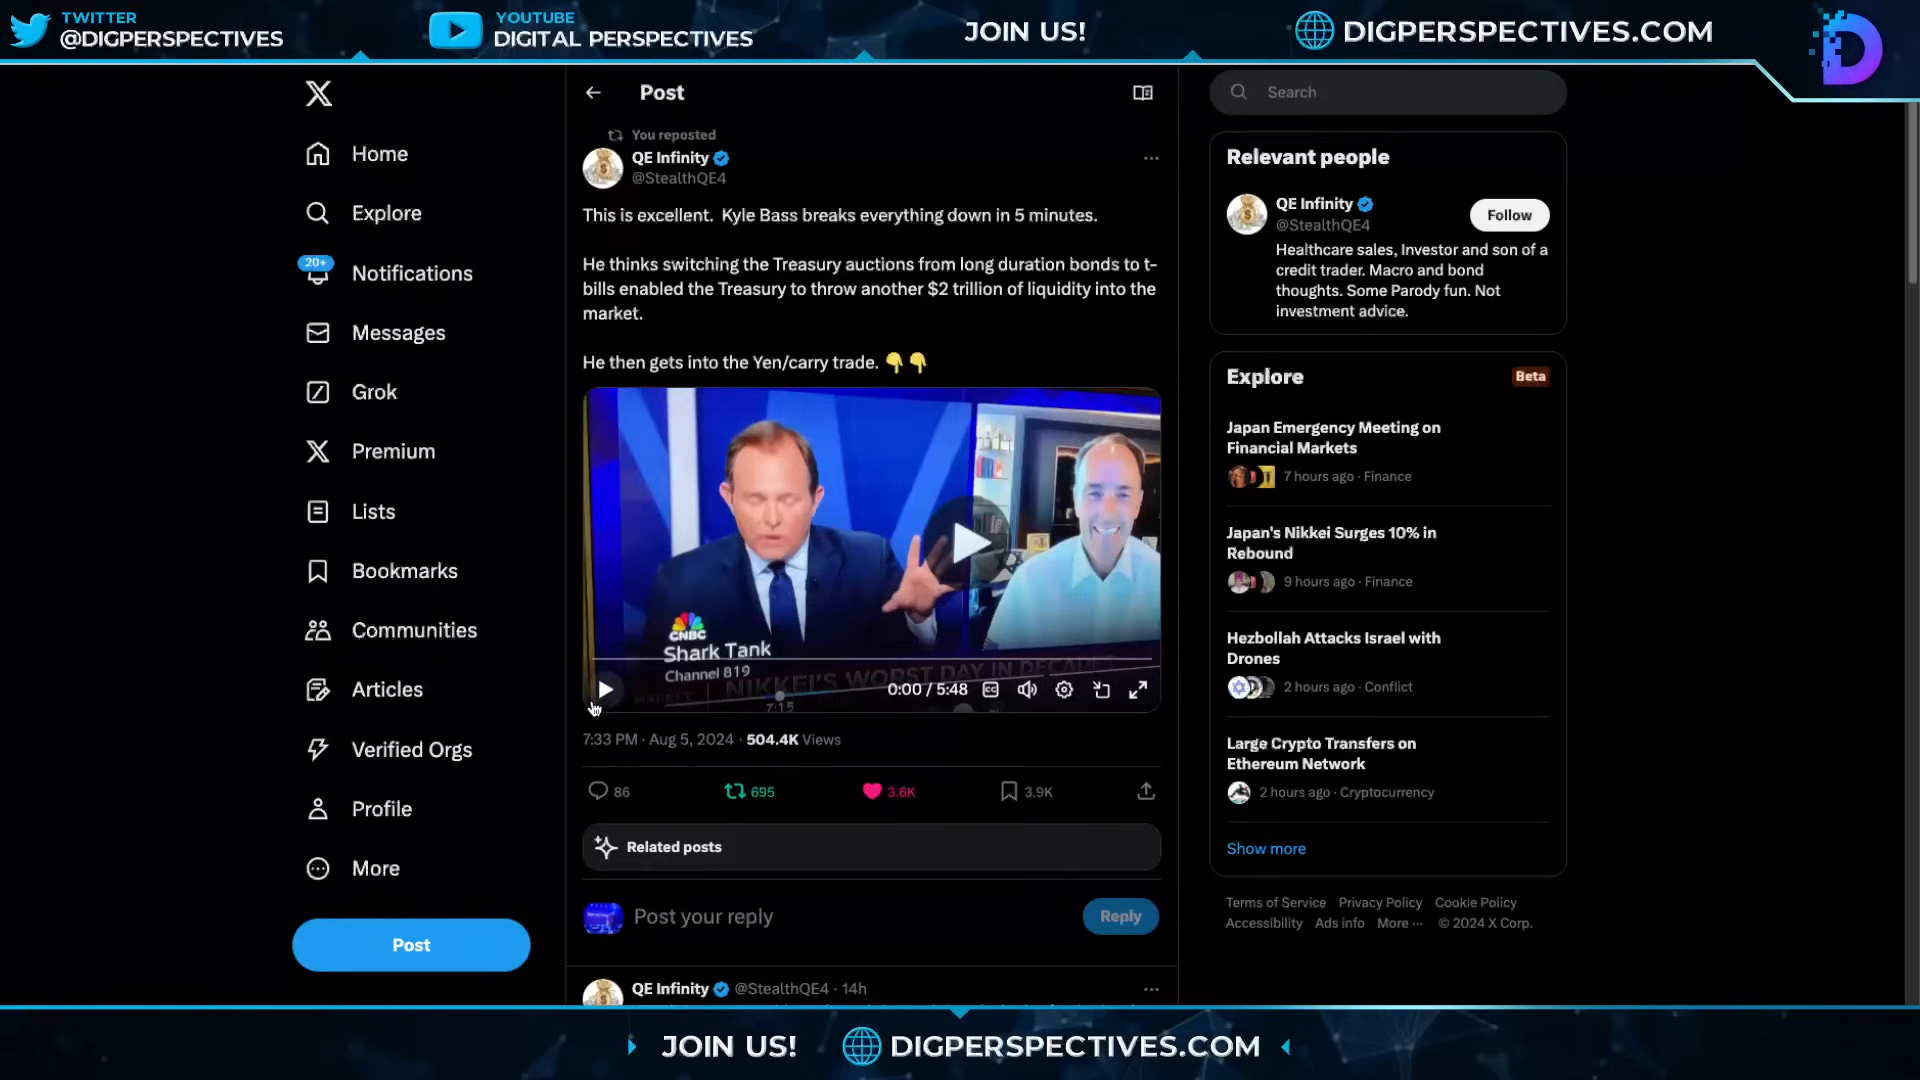 TWITTER
@DIGPERSPECTIVES
YOUTUBE
DIGITAL PERSPECTIVES
JOIN US!
DIGPERSPECTIVES.COM
Home
Explore
20+
Notifications
Messages
Grok
Premium
Lists
Bookmarks
Communities
Articles
Verified Orgs
Profile
More
Post
Post
You reposted
QE Infinity
@StealthQE4
This is excellent. Kyle Bass breaks everything down in 5 minutes.
He thinks switching the Treasury auctions from long duration bonds to t-
bills enabled the Treasury to throw another $2 trillion of liquidity into the
market.
He then gets into the Yen/carry trade. 👇👇
CNBC
Shark Tank
Channel 819
NIKKEI'S WORST DAY IN DECADES
7:15
0:00 / 5:48
7:33 PM · Aug 5, 2024 · 504.4K Views
86
695
3.6K
3.9K
Related posts
Post your reply
Reply
QE Infinity @StealthQE4 · 14h
Search
Relevant people
QE Infinity
@StealthQE4
Follow
Healthcare sales, Investor and son of a
credit trader. Macro and bond
thoughts. Some Parody fun. Not
investment advice.
Explore
Beta
Japan Emergency Meeting on
Financial Markets
7 hours ago · Finance
Japan's Nikkei Surges 10% in
Rebound
9 hours ago · Finance
Hezbollah Attacks Israel with
Drones
2 hours ago · Conflict
Large Crypto Transfers on
Ethereum Network
2 hours ago · Cryptocurrency
Show more
Terms of Service Privacy Policy Cookie Policy
Accessibility Ads info More ··· © 2024 X Corp.
JOIN US!
DIGPERSPECTIVES.COM